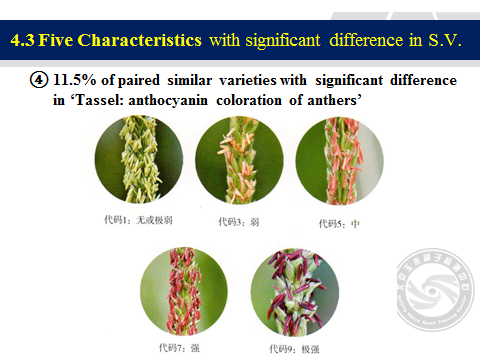 4.3 Five Characteristics with significant difference in S.V.
④ 11.5% of paired similar varieties with significant difference
in ‘Tassel: anthocyanin coloration of anthers’
代码1：无或极弱
代码3：弱
代码5：中
代码7：强
代码9：极强